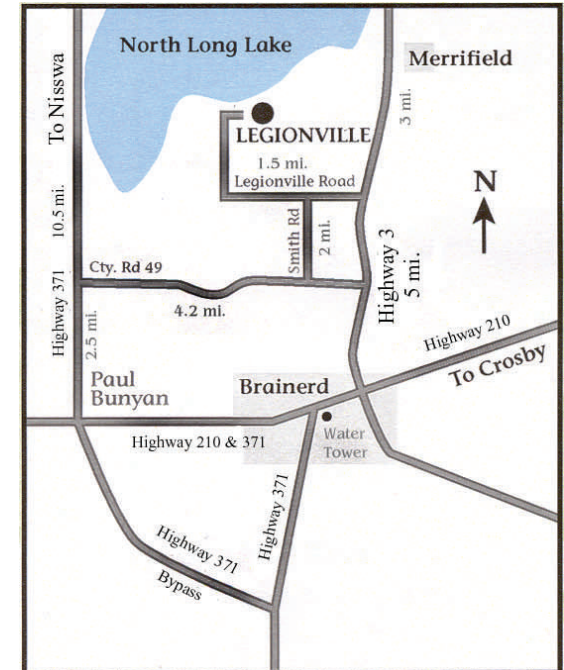 North Long Lake
Merrifield
To Nisswa
3 mi.
LEGIONVILLE
1.5 mi.
Legionville Road
N
10.5 mi.
Smith Rd
2 mi.
Highway 3
5 mi.
Cty. Rd 49
4.2 mi.
Highway 371
2.5 mi.
Highway 210
To Crosby
Paul
Bunyan
Brainerd
Highway 210 & 371
Water
Tower
Highway 371
Highway 371
Bypass